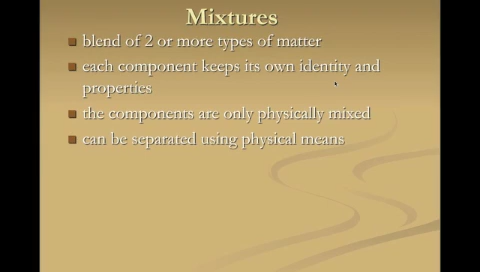 Mixtures
blend of 2 or more types of matter
each component keeps its own identity and
properties
the components are only physically mixed
can be separated using physical means